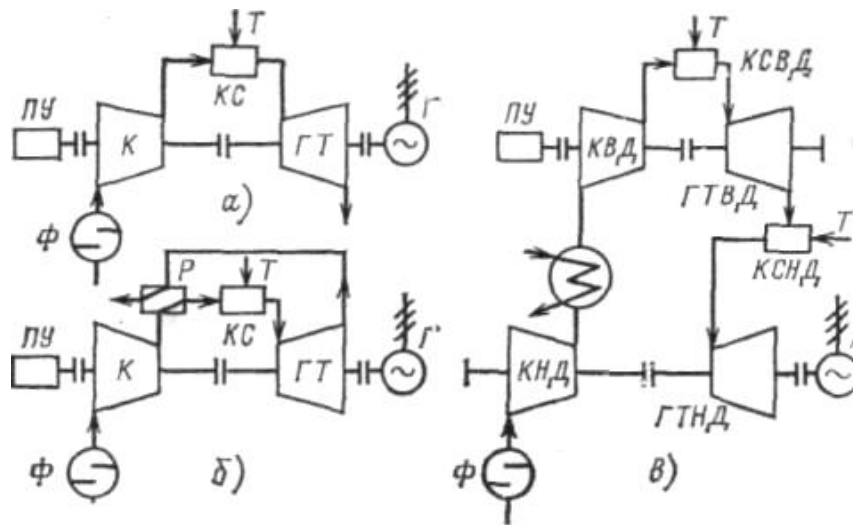 Т
КС
ПУ
К
ГТ
Г
а)
Ф
Р
Т
КС
ПУ
К
ГТ
Г
Ф
б)
Т
КСВД
ПУ
КВД
ГТВД
Т
КСНД
КНД
ГТНД
Ф
в)